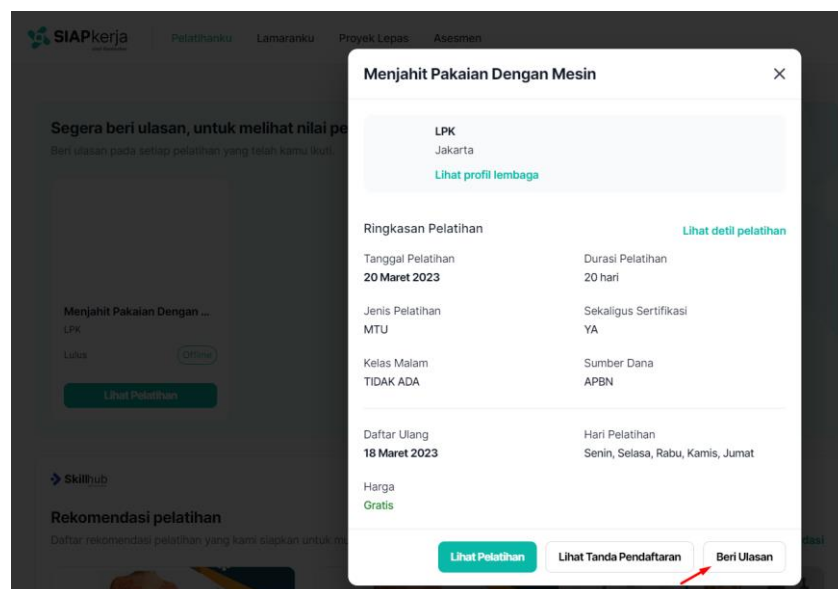 SIAPkerja
Pelatihanku Lamaranku Proyek Lepas Asesmen
Segera beri ulasan, untuk melihat nilai pe
Beri ulasan pada setiap pelatihan yang telah kamu ikuti.
Menjahit Pakaian Dengan ...
LPK
Lulus Offline
Lihat Pelatihan
Skillhub
Rekomendasi pelatihan
Daftar rekomendasi pelatihan yang kami siapkan untuk mu
dasi
Menjahit Pakaian Dengan Mesin
LPK
Jakarta
Lihat profil lembaga
Ringkasan Pelatihan Lihat detil pelatihan
Tanggal Pelatihan Durasi Pelatihan
20 Maret 2023 20 hari
Jenis Pelatihan Sekaligus Sertifikasi
MTU YA
Kelas Malam Sumber Dana
TIDAK ADA APBN
Daftar Ulang Hari Pelatihan
18 Maret 2023 Senin, Selasa, Rabu, Kamis, Jumat
Harga
Gratis
Lihat Pelatihan Lihat Tanda Pendaftaran Beri Ulasan